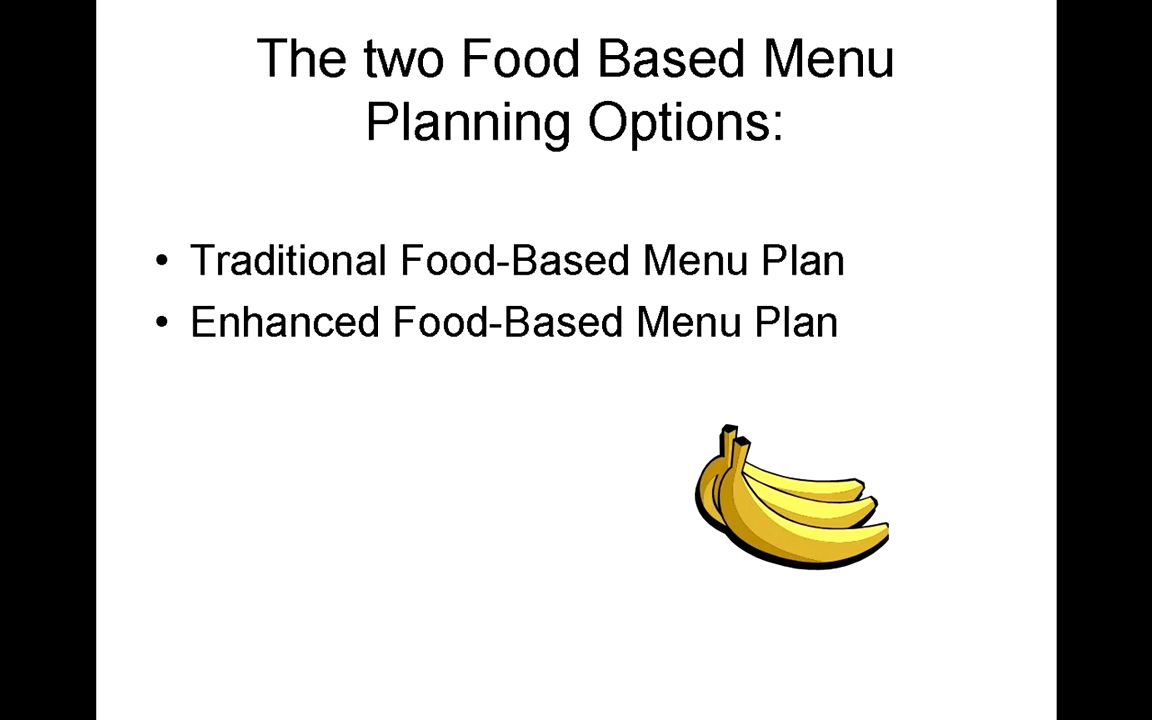 The two Food Based Menu
Planning Options:
• Traditional Food-Based Menu Plan
• Enhanced Food-Based Menu Plan